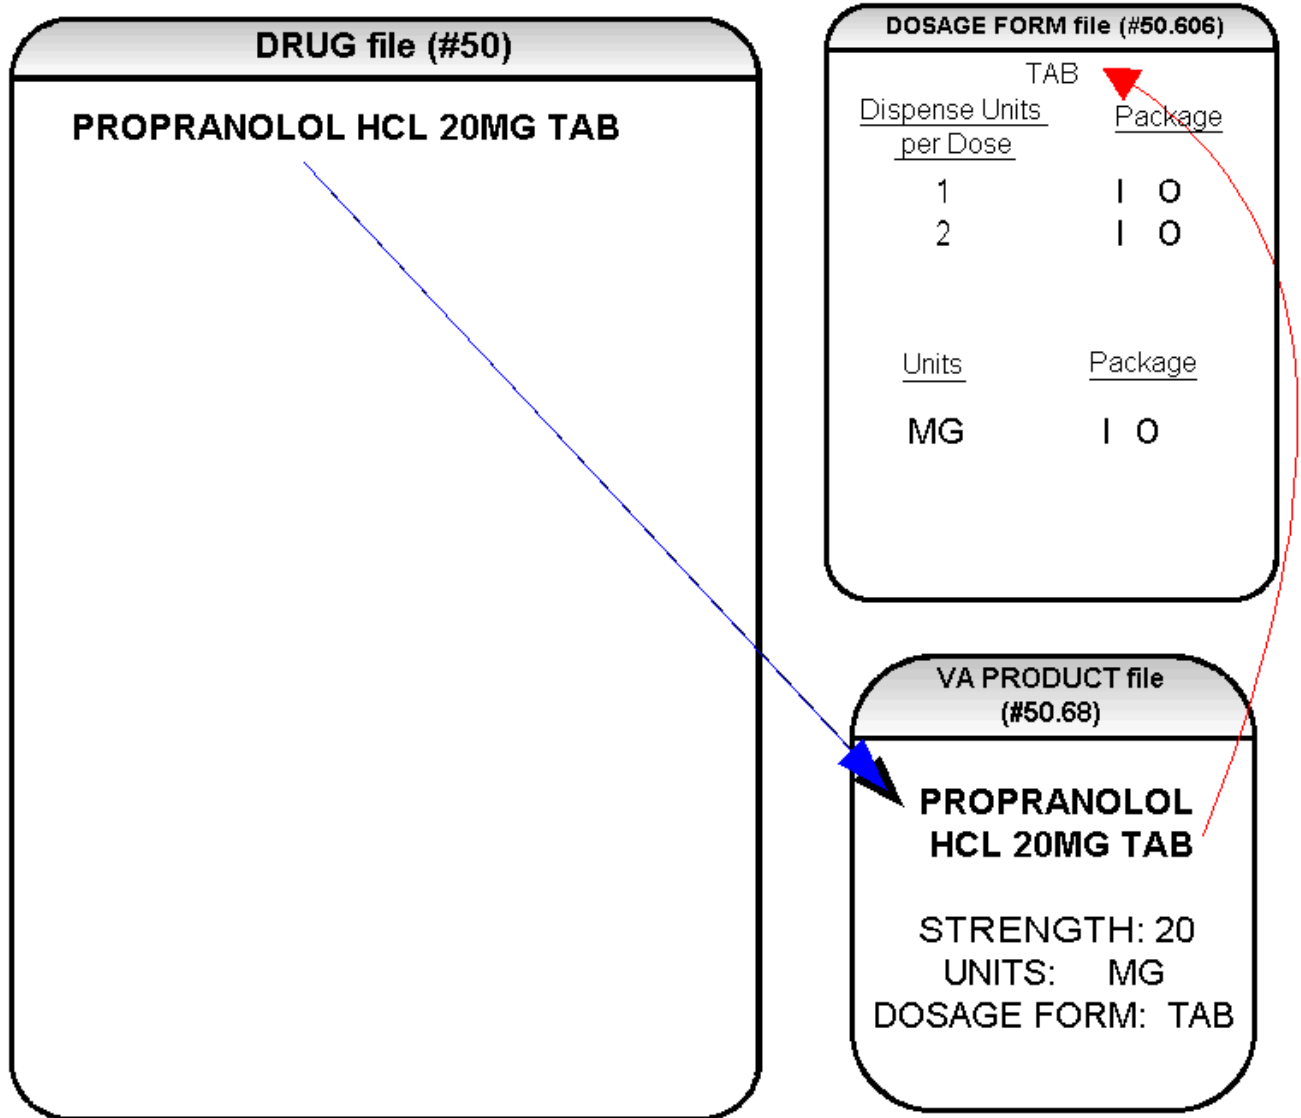 DRUG file (#50)
PROPRANOLOL HCL 20MG TAB
DOSAGE FORM file (#50.606)
TAB
Dispense Units Package
per Dose
1 I O
2 I O
Units Package
MG I O
VA PRODUCT file
(#50.68)
PROPRANOLOL
HCL 20MG TAB
STRENGTH: 20
UNITS: MG
DOSAGE FORM: TAB